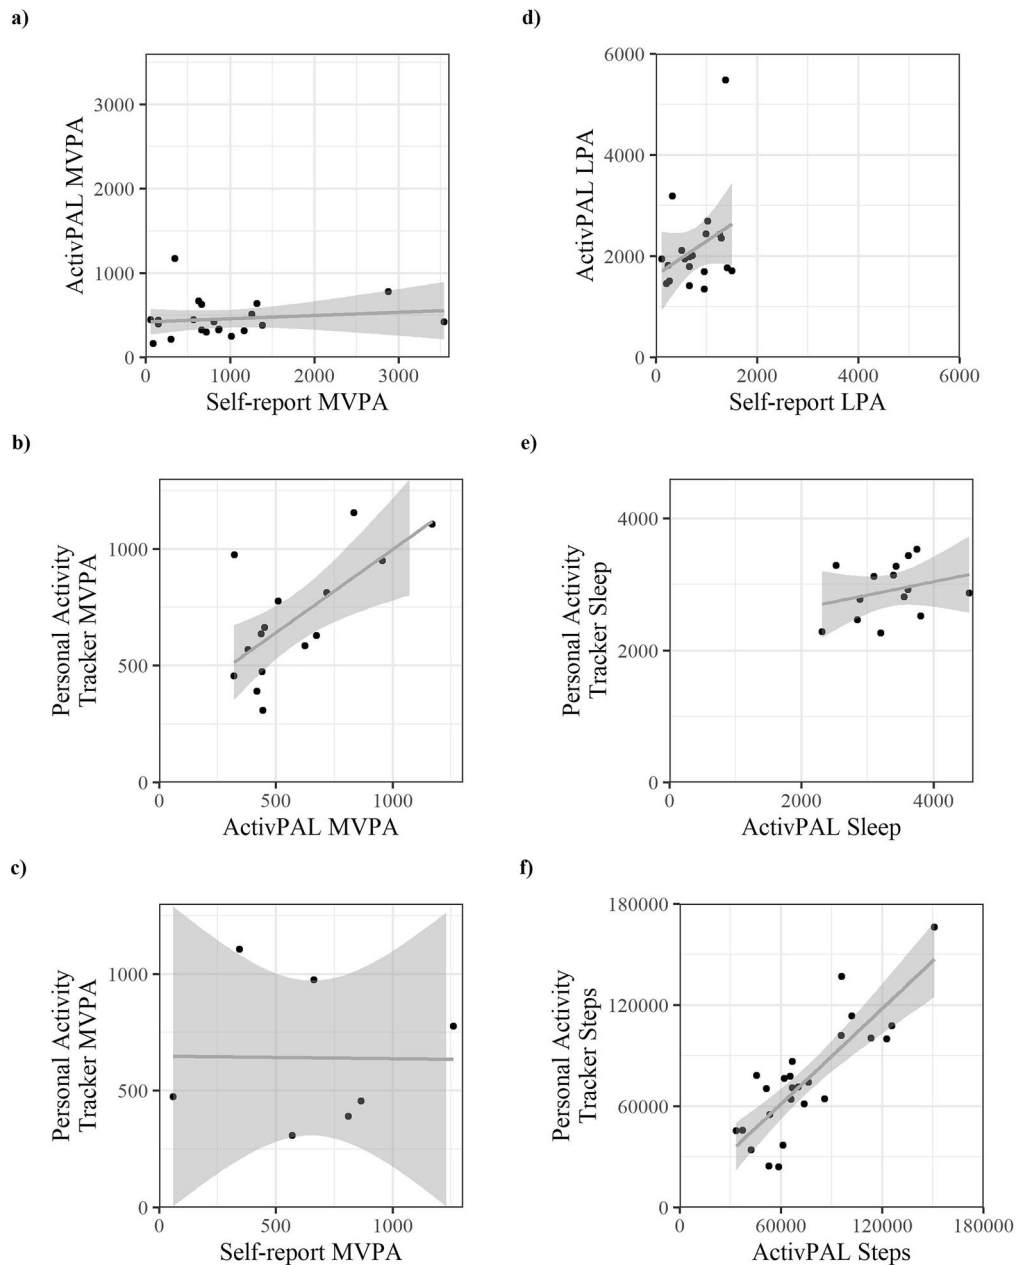 a)
ActivPAL MVPA
3000
2000
1000
0
0 1000 2000 3000
Self-report MVPA
d)
ActivPAL LPA
6000
4000
2000
0
0 2000 4000 6000
Self-report LPA
b)
Personal Activity
Tracker MVPA
1000
500
0
0 500 1000
ActivPAL MVPA
e)
Personal Activity
Tracker Sleep
4000
2000
0
0 2000 4000
ActivPAL Sleep
c)
Personal Activity
Tracker MVPA
1000
500
0
0 500 1000
Self-report MVPA
f)
Personal Activity
Tracker Steps
180000
120000
60000
0
0 60000 120000 180000
ActivPAL Steps